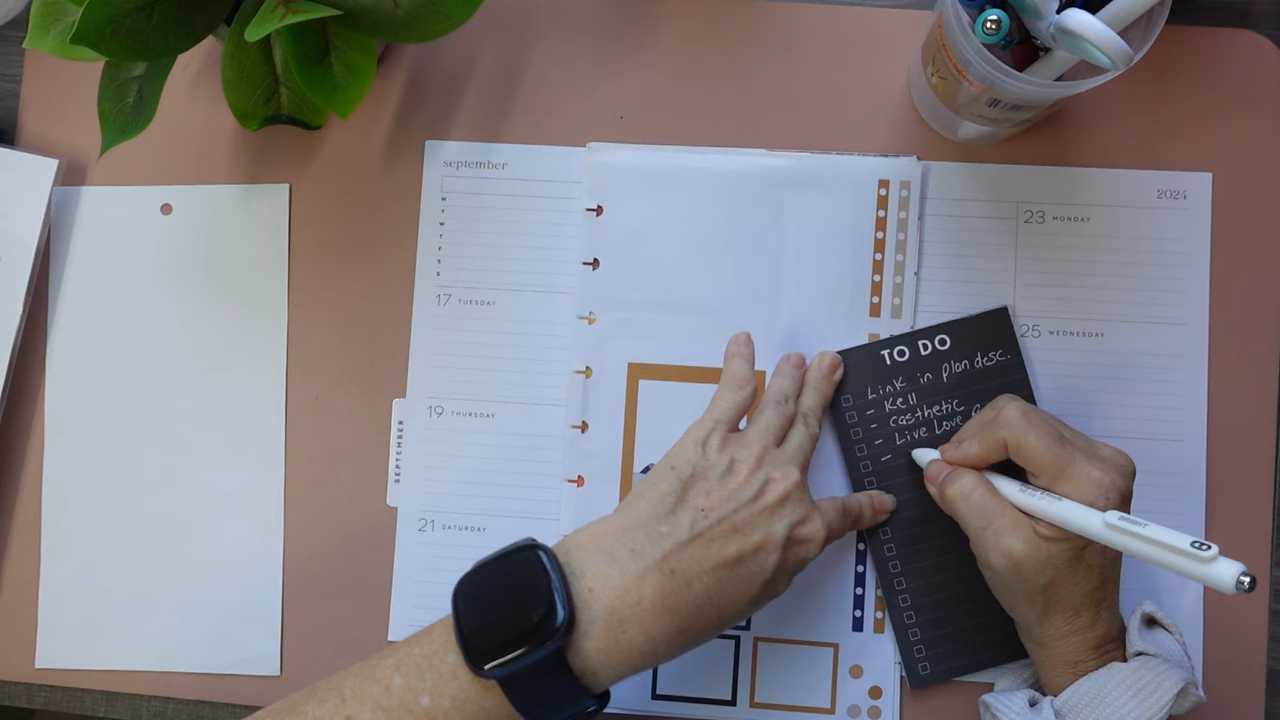 september
2024
M
T
W
T
F
S
S
23 MONDAY
17 TUESDAY
25 WEDNESDAY
TO DO
Link in plan desc.
- Kell
- casthetic
- Live Love
-
19 THURSDAY
SEPTEMBER
21 SATURDAY
BRIGHT